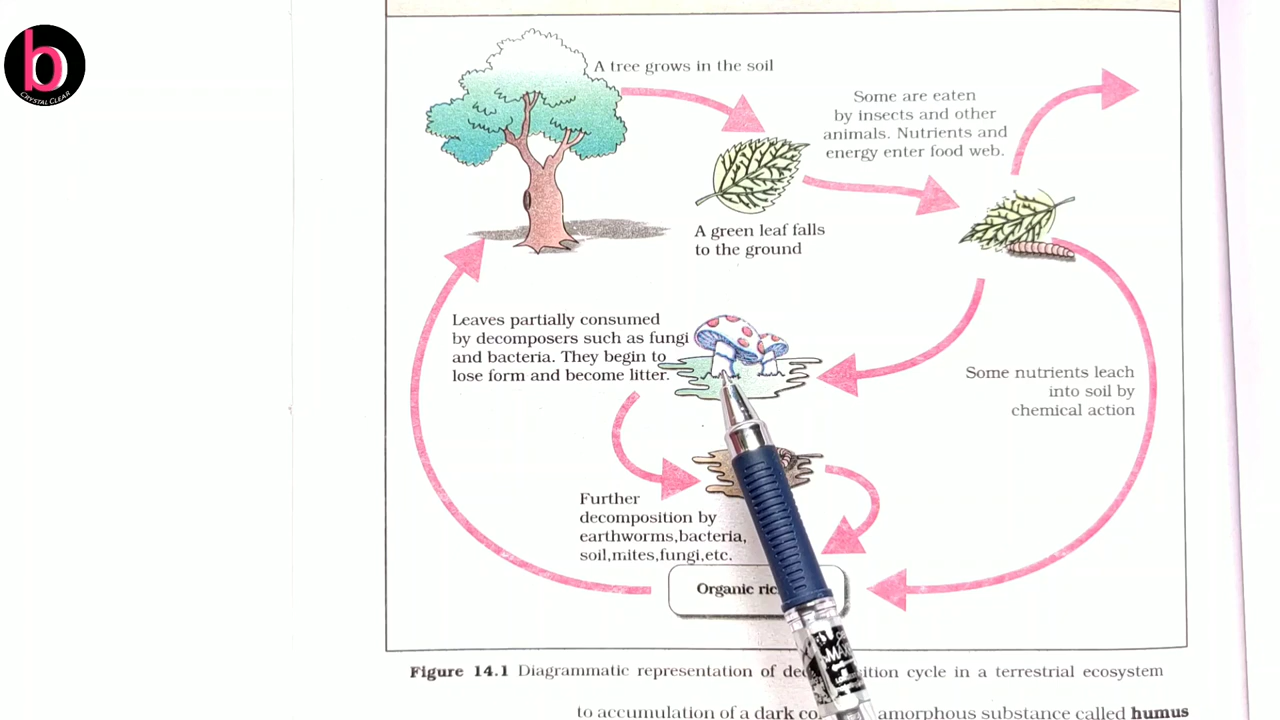 b
CRYSTAL CLEAR
A tree grows in the soil
Some are eaten
by insects and other
animals. Nutrients and
energy enter food web.
A green leaf falls
to the ground
Leaves partially consumed
by decomposers such as fungi
and bacteria. They begin to
lose form and become litter.
Some nutrients leach
into soil by
chemical action
Further
decomposition by
earthworms,bacteria,
soil,mites,fungi,etc.
Organic
Figure 14.1 Diagrammatic representation of cycle in a terrestrial ecosystem
to accumulation of a dark amorphous substance called humus